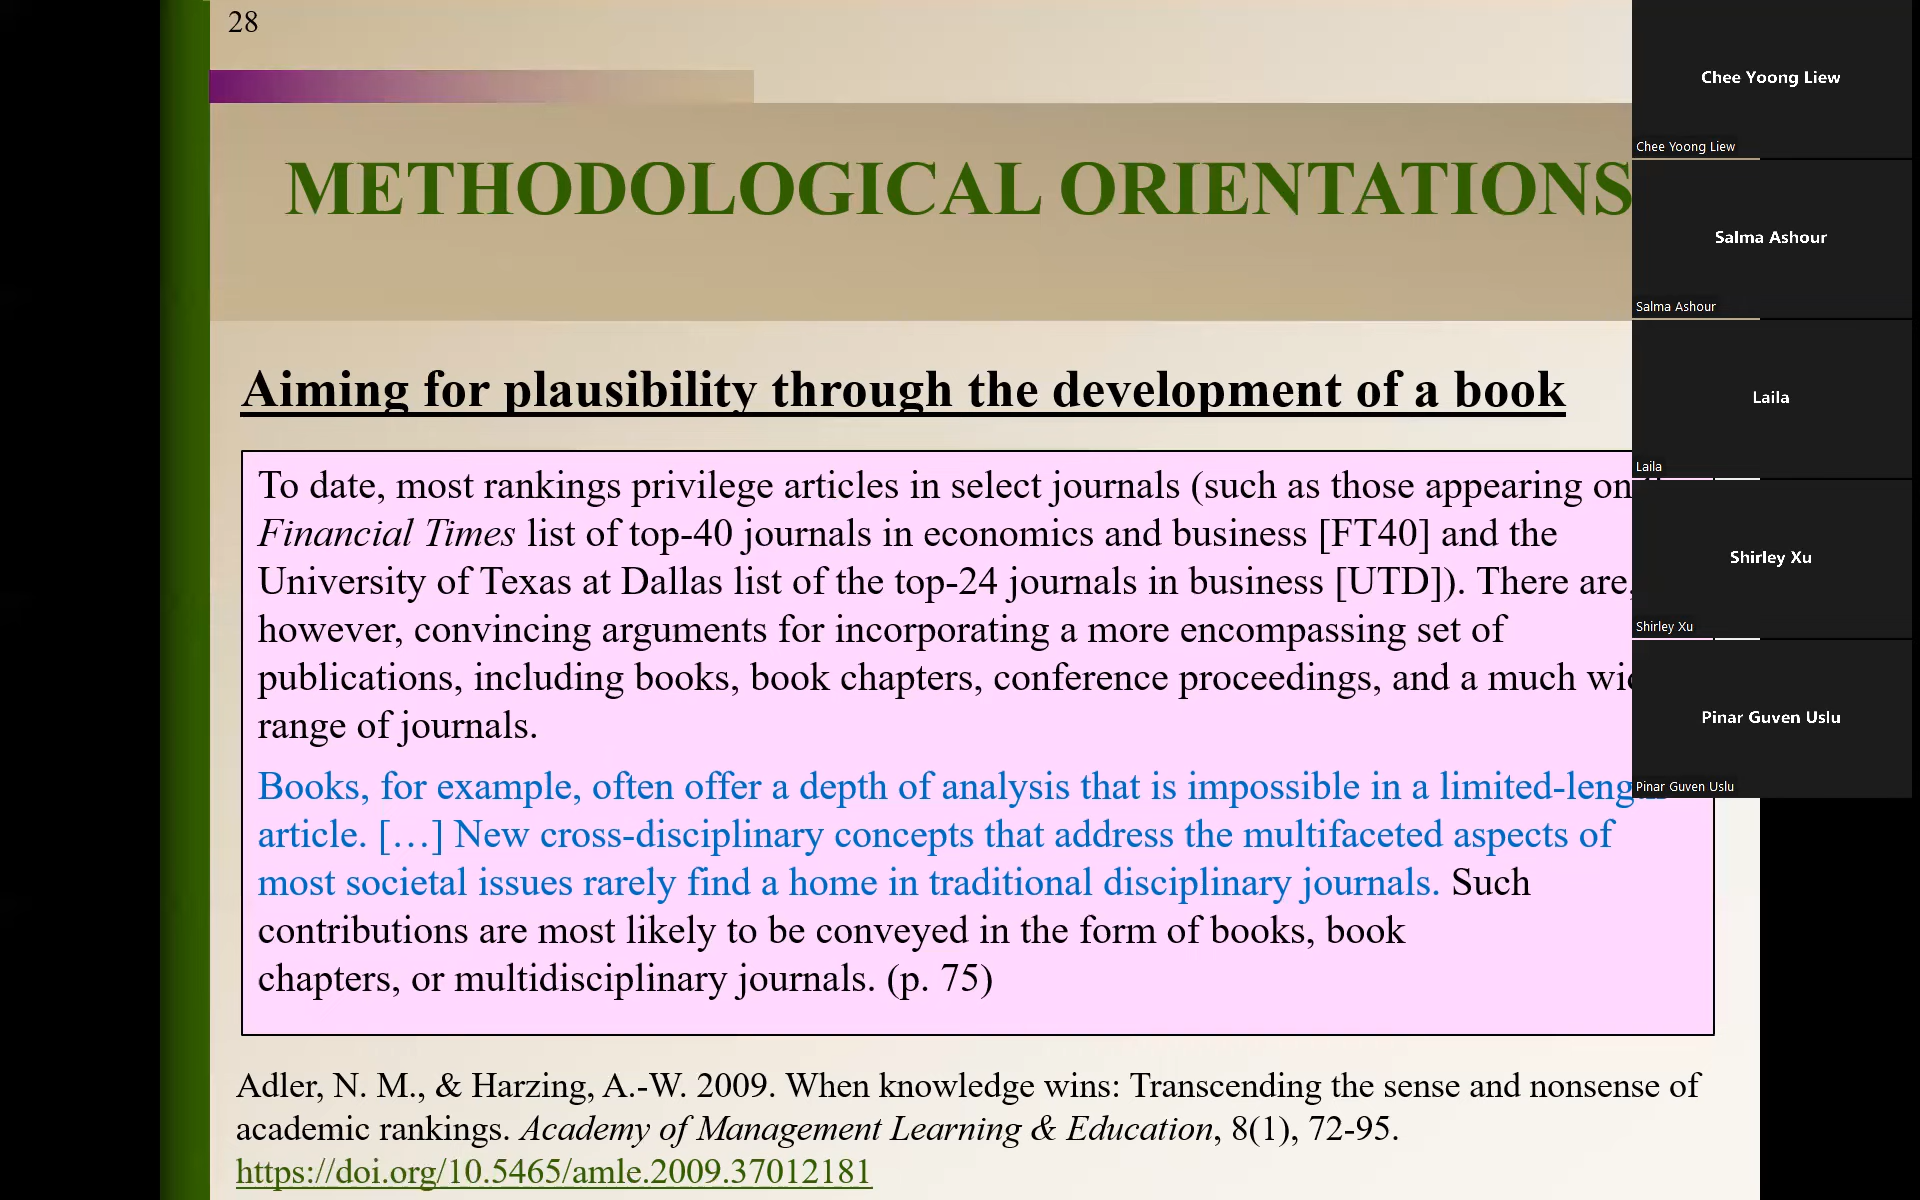 28
METHODOLOGICAL ORIENTATIONS
Aiming for plausibility through the development of a book
To date, most rankings privilege articles in select journals (such as those appearing on
Financial Times list of top-40 journals in economics and business [FT40] and the
University of Texas at Dallas list of the top-24 journals in business [UTD]). There are,
however, convincing arguments for incorporating a more encompassing set of
publications, including books, book chapters, conference proceedings, and a much
range of journals.
Books, for example, often offer a depth of analysis that is impossible in a
article. […] New cross-disciplinary concepts that address the multifaceted aspects of
most societal issues rarely find a home in traditional disciplinary journals. Such
contributions are most likely to be conveyed in the form of books, book
chapters, or multidisciplinary journals. (p. 75)
Adler, N. M., & Harzing, A.-W. 2009. When knowledge wins: Transcending the sense and nonsense of
academic rankings. Academy of Management Learning & Education, 8(1), 72-95.
https://doi.org/10.5465/amle.2009.37012181
Chee Yoong Liew
Chee Yoong Liew
Salma Ashour
Salma Ashour
Laila
Laila
Shirley Xu
Shirley Xu
Pinar Guven Uslu
Pinar Guven Uslu